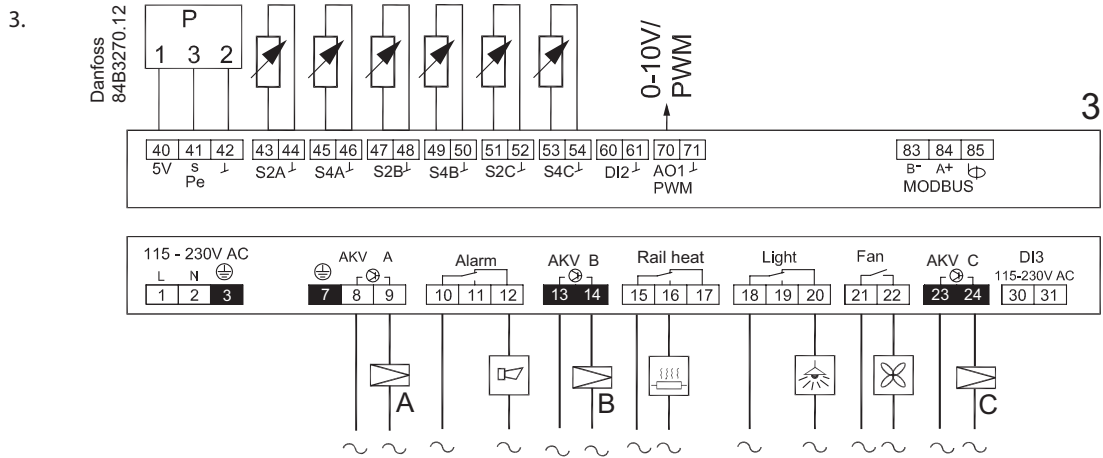 3.
Danfoss
84B3270.12
P
1 3 2
0-10V/
PWM
3
40 41 42 43 44 45 46 47 48 49 50 51 52 53 54 60 61 70 71 83 84 85
5V S ⊥ S2A⊥ S4A⊥ S2B⊥ S4B⊥ S2C⊥ S4C⊥ DI2⊥ AO1⊥ B- A+
Pe PWM MODBUS
115 - 230V AC AKV A Alarm AKV B Rail heat Light Fan AKV C DI3
L N 115-230V AC
1 2 3 7 8 9 10 11 12 13 14 15 16 17 18 19 20 21 22 23 24 30 31
A B C